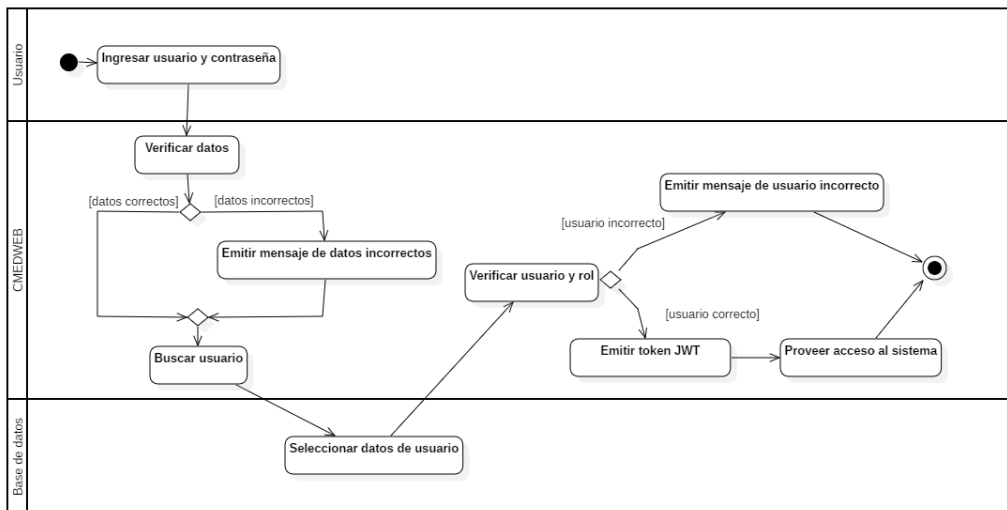 Usuario
Ingresar usuario y contraseña
CMEDWEB
Verificar datos
[datos correctos]
[datos incorrectos]
Emitir mensaje de datos incorrectos
Buscar usuario
Verificar usuario y rol
[usuario incorrecto]
Emitir mensaje de usuario incorrecto
[usuario correcto]
Emitir token JWT
Proveer acceso al sistema
Base de datos
Seleccionar datos de usuario